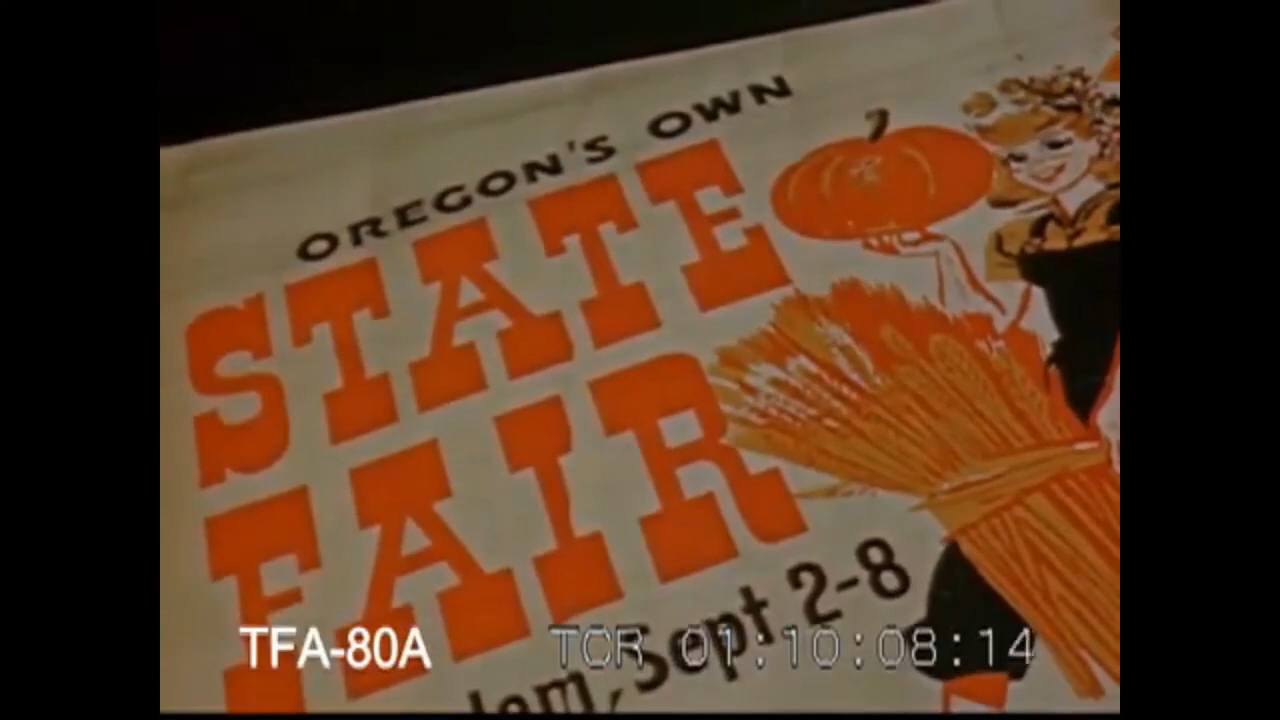 OREGON'S OWN
STATE
FAIR
Sept 2-8
TFA-80A TCR 01:10:08:14